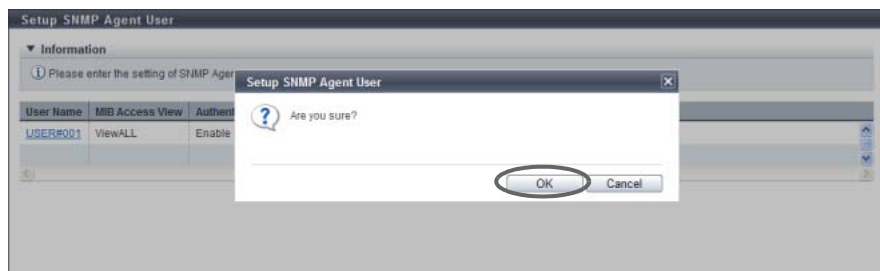 Setup SNMP Agent User
▼ Information
Please enter the setting of SNMP Agen
Setup SNMP Agent User
Are you sure?
OK Cancel
User Name MIB Access View Authent
USER#001 ViewALL Enable